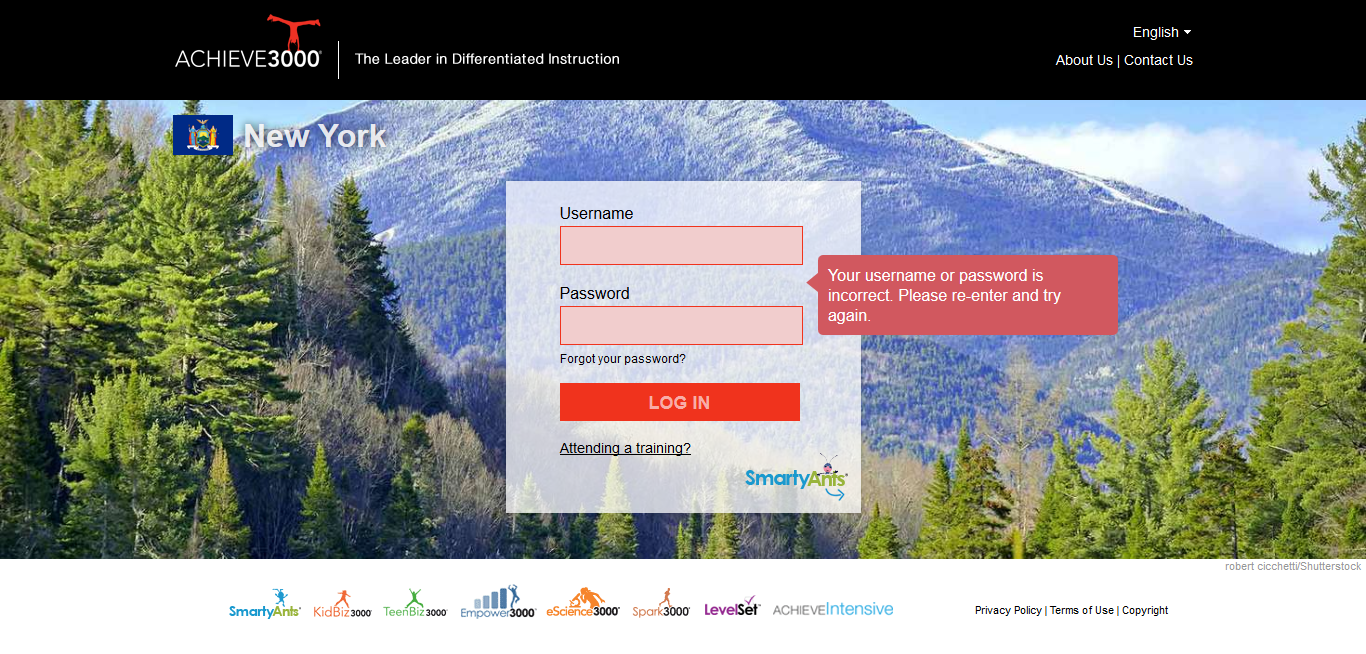 ACHIEVE3000®
The Leader in Differentiated Instruction
English
About Us | Contact Us
New York
Username
Your username or password is
incorrect. Please re-enter and try
again.
Password
Forgot your password?
LOG IN
Attending a training?
SmartyAnts
robert cicchetti/Shutterstock
SmartyAnts KidBiz3000 TeenBiz3000 Empower3000 eScience3000 Spark3000 LevelSet ACHIEVEIntensive
Privacy Policy | Terms of Use | Copyright